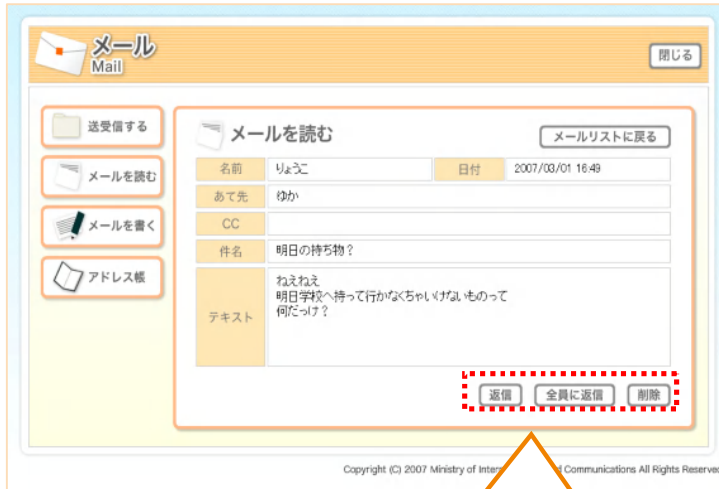 メール
Mail
閉じる
送受信する
メールを読む
メールを書く
アドレス帳
メールを読む
メールリストに戻る
名前 りょうこ 日付 2007/03/01 16:49
あて先 ゆか
CC
件名 明日の持ち物？
テキスト
ねえねえ
明日学校へ持って行かなくちゃいけないものって
何だっけ？
返信 全員に返信 削除
Copyright (C) 2007 Ministry of Communications All Rights